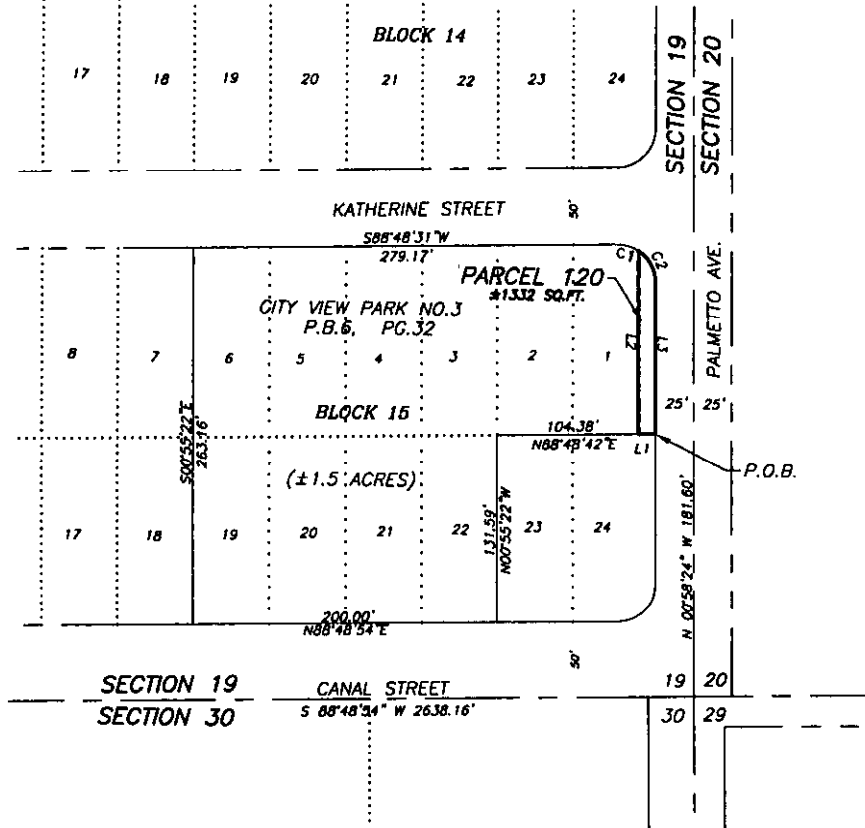 BLOCK 14
17 18 19 20 21 22 23 24
SECTION 19
SECTION 20
KATHERINE STREET
50'
S88°48'31"W
279.17'
C1
C2
PARCEL 120
±1332 SQ.FT.
CITY VIEW PARK NO.3
P.B.6, PG.32
PALMETTO AVE.
L2
L3
8 7 6 5 4 3 2 1
25' 25'
BLOCK 15
104.38'
N88°48'42"E
L1
S00°55'22"E
263.16'
P.O.B.
(±1.5 ACRES)
131.59'
N00°55'22"W
17 18 19 20 21 22 23 24
N 00°58'24" W 181.60'
200.00'
N88°48'54"E
50'
SECTION 19
SECTION 30
CANAL STREET
S 88°48'54" W 2638.16'
19 20
30 29